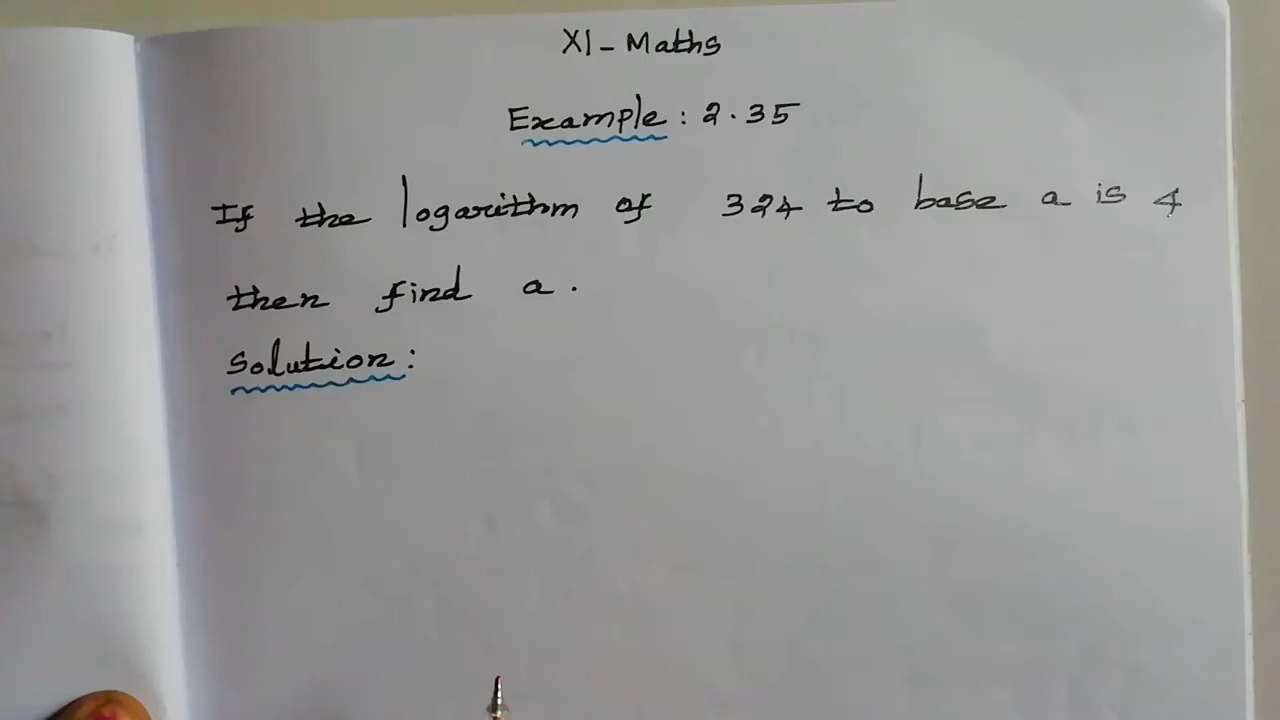 XI - Maths
Example : 2.35
If the logarithm of 324 to base a is 4
then find a.
Solution: